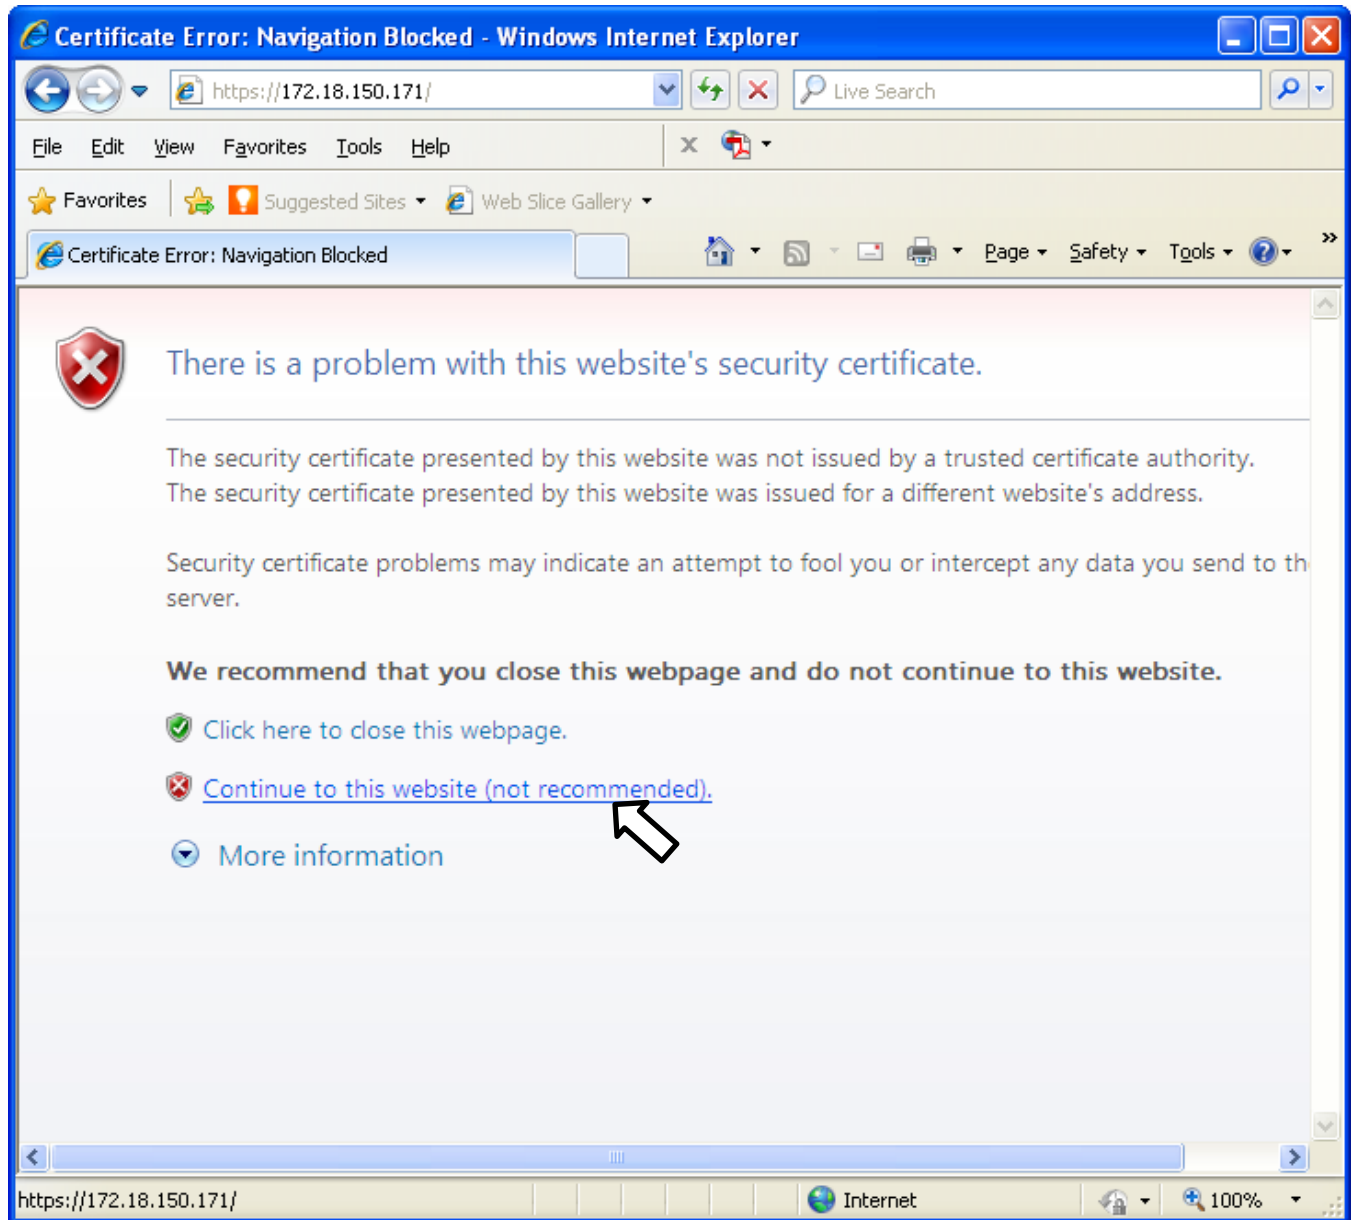 Certificate Error: Navigation Blocked - Windows Internet Explorer
https://172.18.150.171/
Live Search
File Edit View Favorites Tools Help
Favorites Suggested Sites Web Slice Gallery
Certificate Error: Navigation Blocked
Page Safety Tools »
There is a problem with this website's security certificate.
The security certificate presented by this website was not issued by a trusted certificate authority.
The security certificate presented by this website was issued for a different website's address.
Security certificate problems may indicate an attempt to fool you or intercept any data you send to th
server.
We recommend that you close this webpage and do not continue to this website.
Click here to close this webpage.
Continue to this website (not recommended).
More information
https://172.18.150.171/ Internet 100%